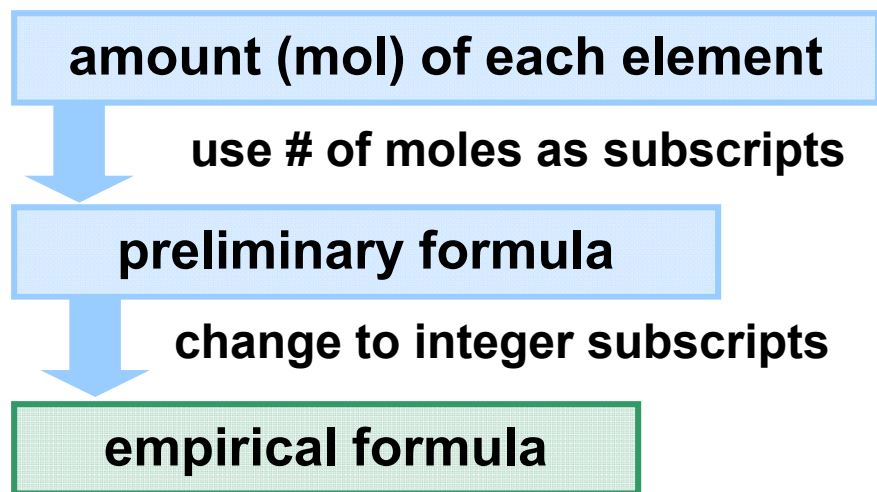 amount (mol) of each element
use # of moles as subscripts
preliminary formula
change to integer subscripts
empirical formula